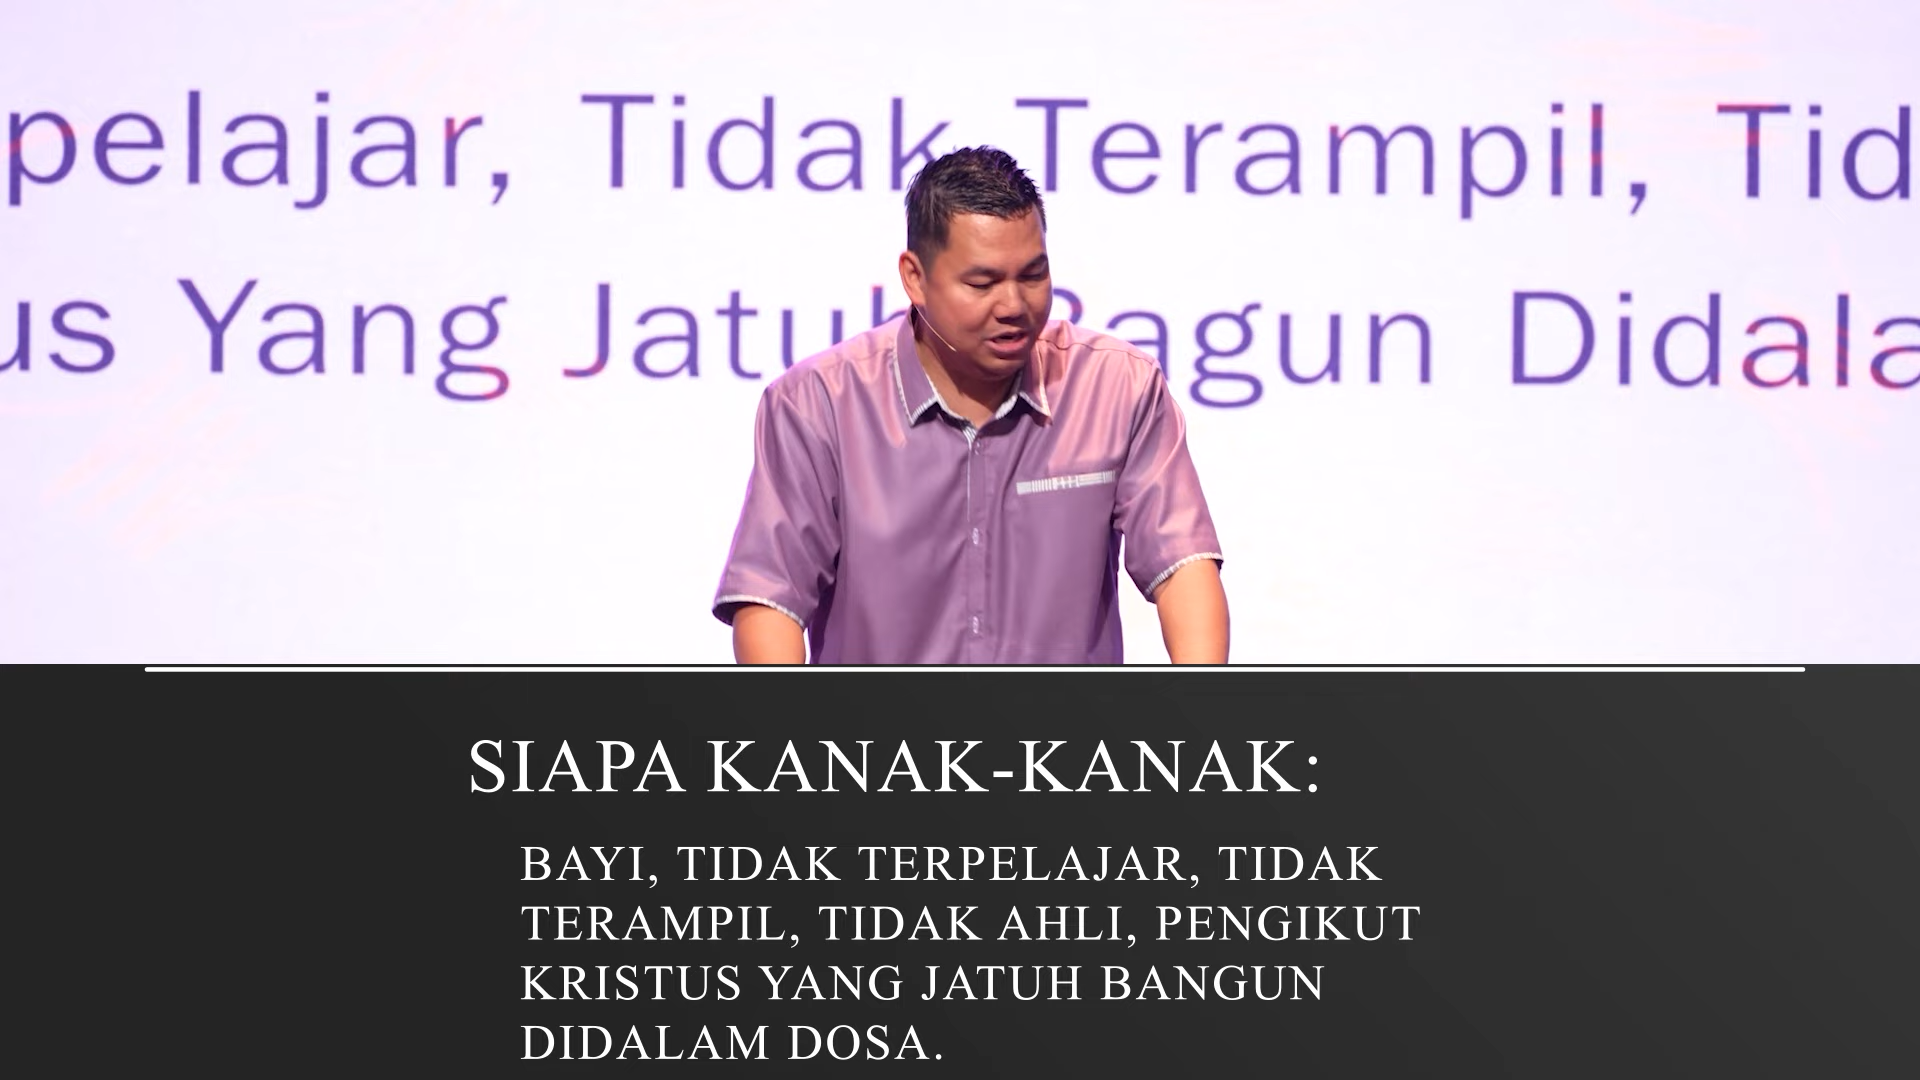 pelajar, Tidak Terampil, Tid
us Yang Jatuh Bagun Didala
SIAPA KANAK-KANAK:
BAYI, TIDAK TERPELAJAR, TIDAK
TERAMPIL, TIDAK AHLI, PENGIKUT
KRISTUS YANG JATUH BANGUN
DIDALAM DOSA.